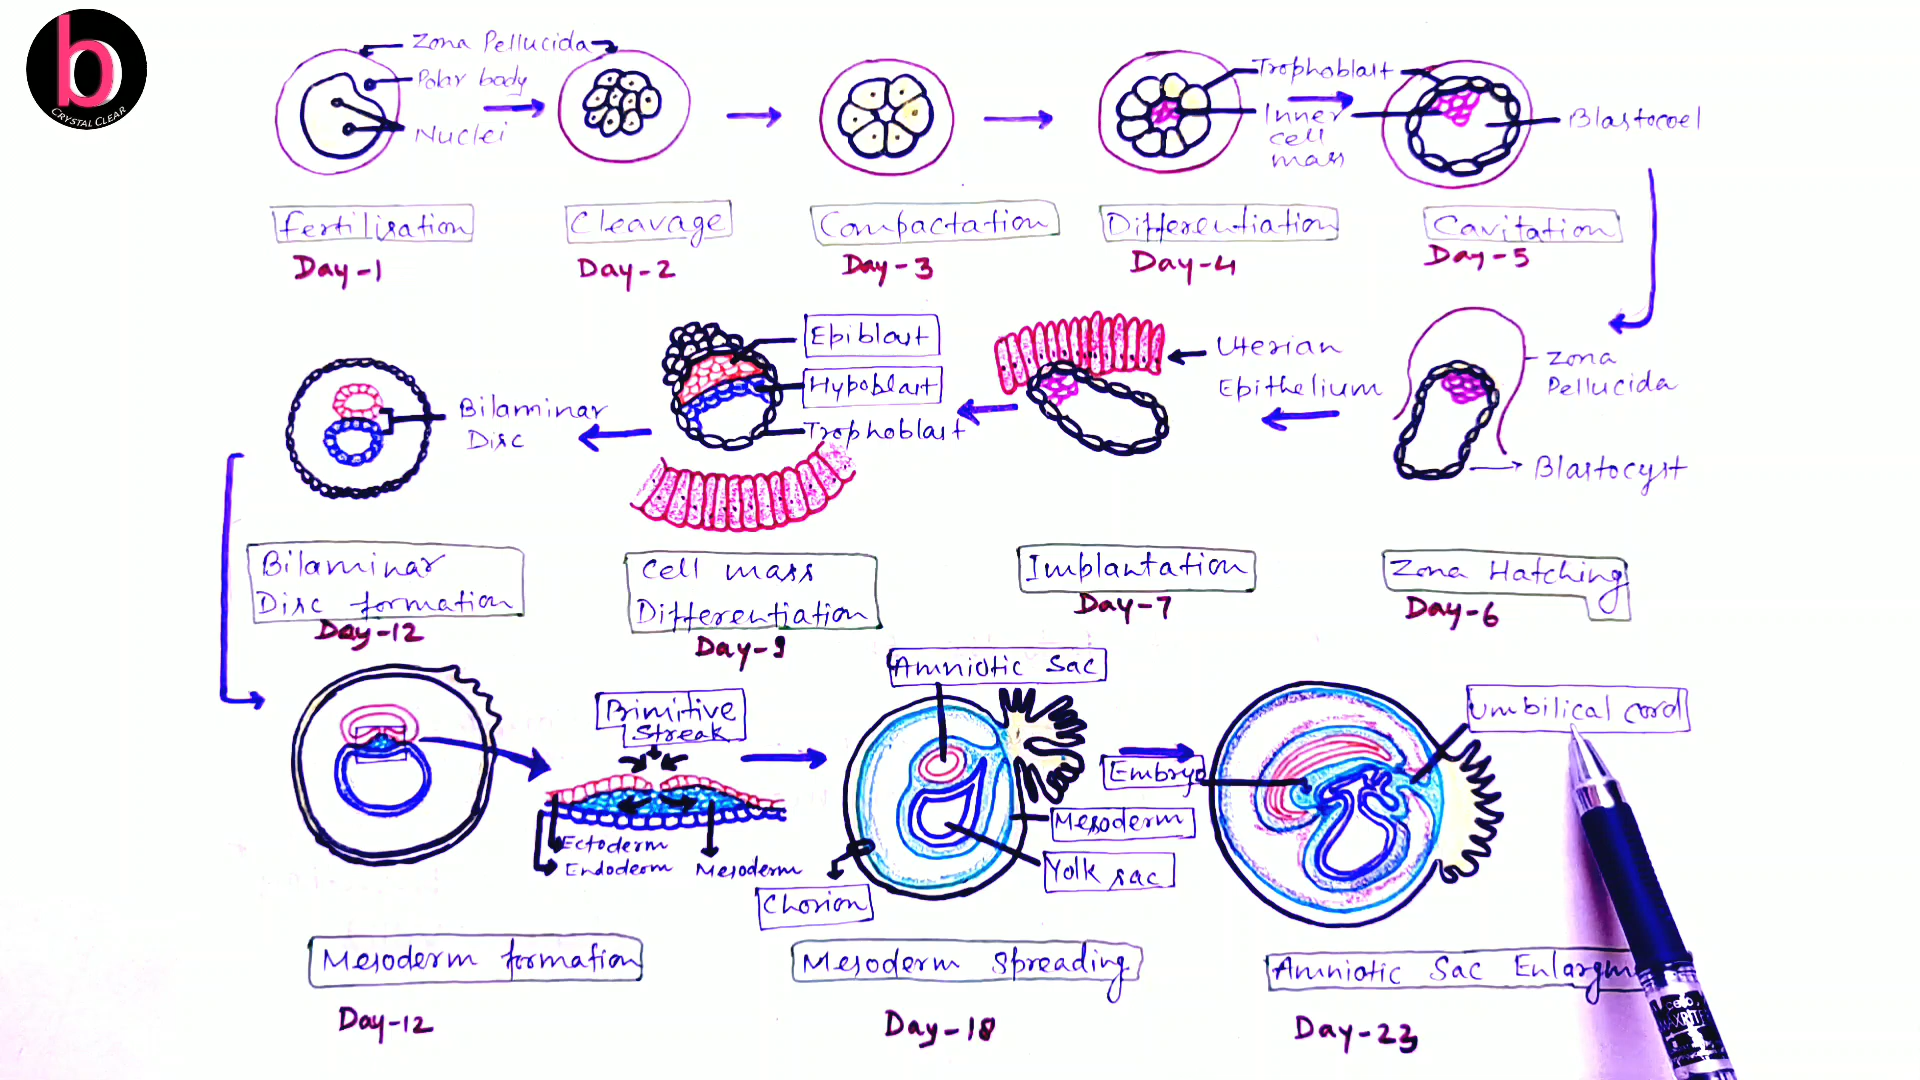 b
CRYSTAL CLEAR
Zona Pellucida
Polar body
Nuclei
Trophoblast
Inner
cell
mass
Blastocoel
Fertilisation
Day-1
Cleavage
Day-2
Compactation
Day-3
Differentiation
Day-4
Cavitation
Day-5
Zona
Pellucida
Blastocyst
Uterian
Epithelium
Epiblast
Hypoblast
Trophoblast
Bilaminar
Disc
Zona Hatching
Day-6
Implantation
Day-7
Cell mass
Differentiation
Day-9
Bilaminar
Disc formation
Day-12
Primitive
Streak
Ectoderm
Endoderm
Mesoderm
Amniotic Sac
Mesoderm
Yolk sac
Chorion
Embryo
Umbilical cord
Mesoderm formation
Day-12
Mesoderm Spreading
Day-18
Amniotic Sac Enlargm
Day-23